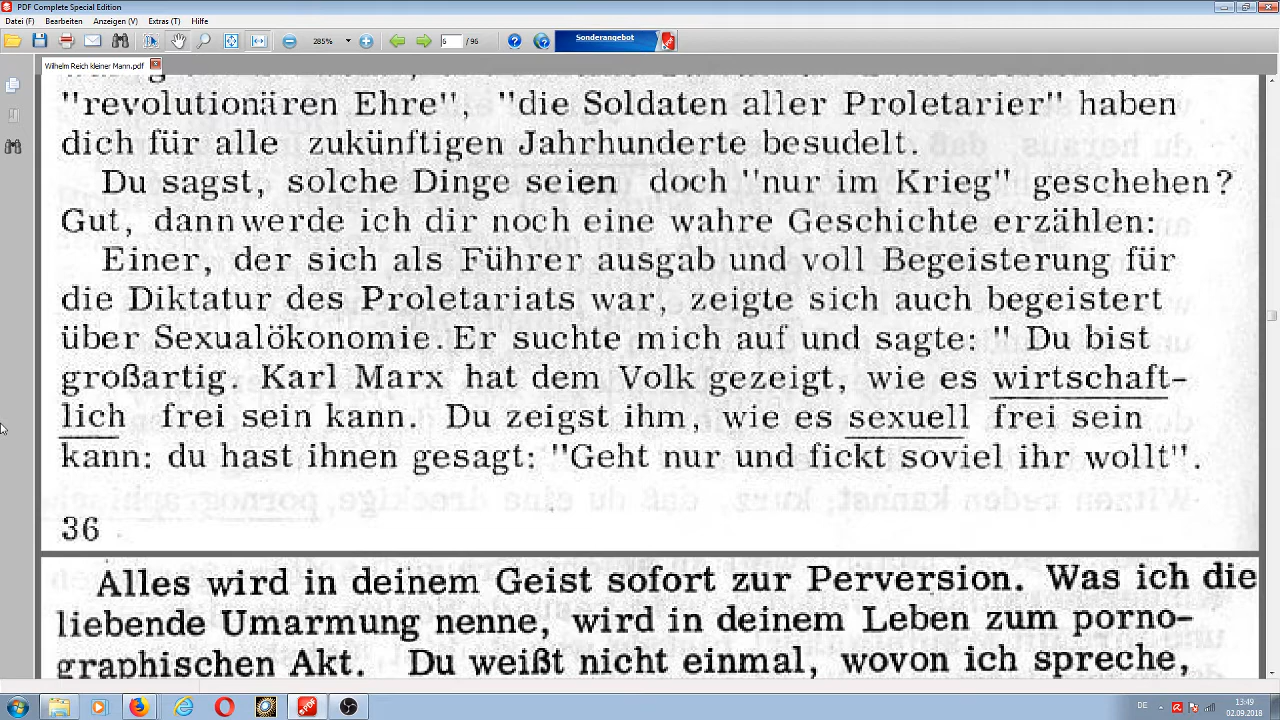 PDF Complete Special Edition
Datei (F) Bearbeiten Anzeigen (V) Extras (T) Hilfe
285% 5 / 95 Sonderangebot
Wilhelm Reich kleiner Mann.pdf
"revolutionären Ehre", "die Soldaten aller Proletarier" haben
dich für alle zukünftigen Jahrhunderte besudelt.
Du sagst, solche Dinge seien doch "nur im Krieg" geschehen?
Gut, dann werde ich dir noch eine wahre Geschichte erzählen:
Einer, der sich als Führer ausgab und voll Begeisterung für
die Diktatur des Proletariats war, zeigte sich auch begeistert
über Sexualökonomie. Er suchte mich auf und sagte: " Du bist
großartig. Karl Marx hat dem Volk gezeigt, wie es wirtschaft-
lich frei sein kann. Du zeigst ihm, wie es sexuell frei sein
kann: du hast ihnen gesagt: "Geht nur und fickt soviel ihr wollt".
36
Alles wird in deinem Geist sofort zur Perversion. Was ich die
liebende Umarmung nenne, wird in deinem Leben zum porno-
graphischen Akt. Du weißt nicht einmal, wovon ich spreche,
DE 13:49
02.09.2018